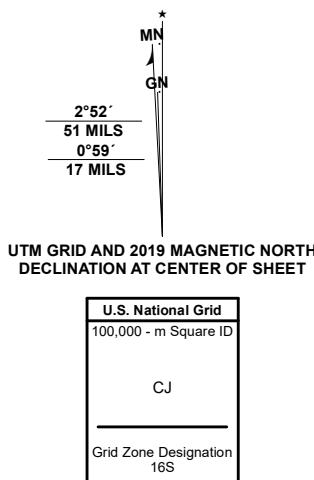 ★
MN
GN
2°52´
51 MILS
0°59´
17 MILS
UTM GRID AND 2019 MAGNETIC NORTH
DECLINATION AT CENTER OF SHEET
U.S. National Grid
100,000 - m Square ID
CJ
Grid Zone Designation
16S